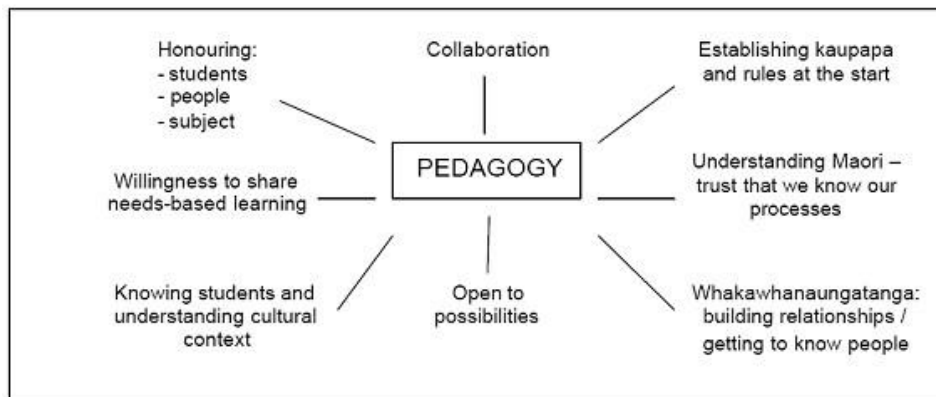 Honouring:
- students
- people
- subject
Collaboration
Establishing kaupapa
and rules at the start
PEDAGOGY
Willingness to share
needs-based learning
Understanding Maori –
trust that we know our
processes
Knowing students and
understanding cultural
context
Open to
possibilities
Whakawhanaungatanga:
building relationships /
getting to know people